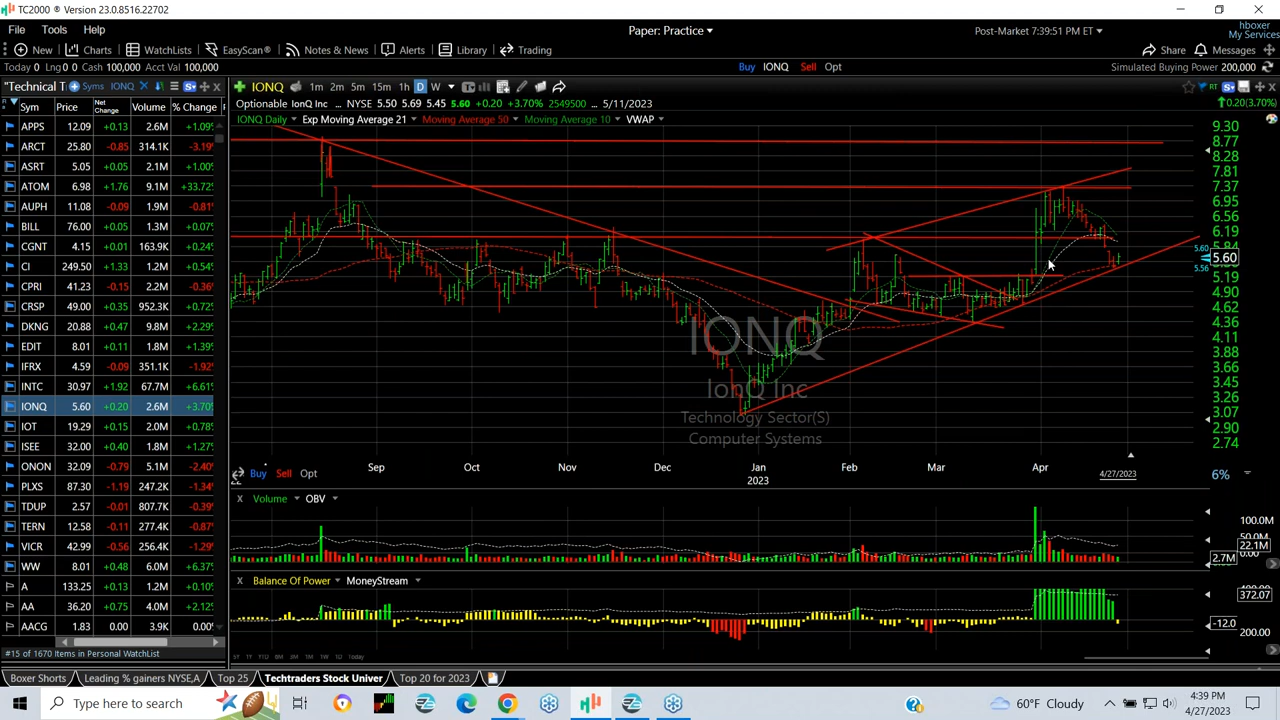 TC2000 ® Version 23.0.8516.22702
File Tools Help
Paper: Practice
Post-Market 7:39:51 PM ET
hboxer
My Services
New Charts WatchLists EasyScan® Notes & News Alerts Library Trading
Share Messages
Today 0 Lng0 0 Cash 100,000 Acct Val 100,000
Buy IONQ Sell Opt
Simulated Buying Power 200,000
"Technical T Syms IONQ
IONQ 1m 2m 5m 15m 1h D W
RT
Sym Price Net Change Volume % Change F
Optionable IonQ Inc ... NYSE 5.50 5.69 5.45 5.60 +0.20 +3.70% 2549500 ... 5/11/2023
0.20(3.70%)
IONQ Daily Exp Moving Average 21 Moving Average 50 Moving Average 10 VWAP
APPS 12.09 +0.13 2.6M +1.09%
ARCT 25.80 -0.85 314.1K -3.19%
ASRT 5.05 +0.05 2.1M +1.00%
ATOM 6.98 +1.76 9.1M +33.72%
AUPH 11.08 -0.09 1.9M -0.81%
BILL 76.00 +0.05 1.3M +0.07%
CGNT 4.15 +0.01 163.9K +0.24%
CI 249.50 +1.33 1.2M +0.54%
CPRI 41.23 -0.15 2.2M -0.36%
CRSP 49.00 +0.35 952.3K +0.72%
DKNG 20.88 +0.47 9.8M +2.29%
EDIT 8.01 +0.11 1.8M +1.39%
IFRX 4.59 -0.09 351.1K -1.92%
INTC 30.97 +1.92 67.7M +6.61%
IONQ 5.60 +0.20 2.6M +3.70%
IOT 19.29 +0.15 2.0M +0.78%
ISEE 32.00 +0.40 1.8M +1.27%
ONON 32.09 -0.79 5.1M -2.40%
PLXS 87.30 -1.19 247.2K -1.34%
TDUP 2.57 -0.01 807.7K -0.39%
TERN 12.58 -0.11 277.4K -0.87%
VICR 42.99 -0.56 256.4K -1.29%
WW 8.01 +0.48 6.0M +6.37%
A 133.25 +0.13 1.2M +0.10%
AA 36.20 +0.75 4.0M +2.12%
AACG 1.83 0.00 3.9K 0.00%
#15 of 1670 Items in Personal WatchList
9.30
8.77
8.28
7.81
7.37
6.95
6.56
6.19
5.84
5.60
5.60
5.56
5.19
4.90
4.62
4.36
4.11
3.88
3.66
3.45
3.26
3.07
2.90
2.74
IONQ
IonQ Inc
Technology Sector(S)
Computer Systems
Sep Oct Nov Dec Jan Feb Mar Apr
2023
4/27/2023
22
Buy Sell Opt
6%
X Volume OBV
100.0M
50.0M
22.1M
2.7M
X Balance Of Power MoneyStream
372.07
-12.0
200.00
5Y 1Y YTD 6M 3M 1M 1W 1D Today
Boxer Shorts Leading % gainers NYSE,A Top 25 Techtraders Stock Univer Top 20 for 2023
Type here to search
60°F Cloudy
4:39 PM
4/27/2023